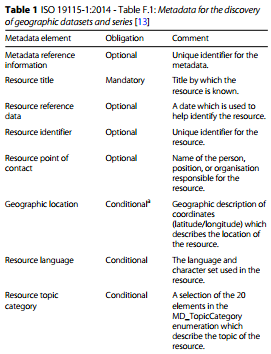 Table 1 ISO 19115-1:2014 - Table F.1: Metadata for the discovery
of geographic datasets and series [13]
Metadata element Obligation Comment
Metadata reference Optional Unique identifier for the
information metadata.
Resource title Mandatory Title by which the
resource is known.
Resource reference Optional A date which is used to
data help identify the resource.
Resource identifier Optional Unique identifier for the
resource.
Resource point of Optional Name of the person,
contact position, or organisation
responsible for the
resource.
Geographic location Conditionalª Geographic description of
coordinates
(latitude/longitude) which
describes the location of
the resource.
Resource language Conditional The language and
character set used in the
resource.
Resource topic Conditional A selection of the 20
category elements in the
MD_TopicCategory
enumeration which
describe the topic of the
resource.